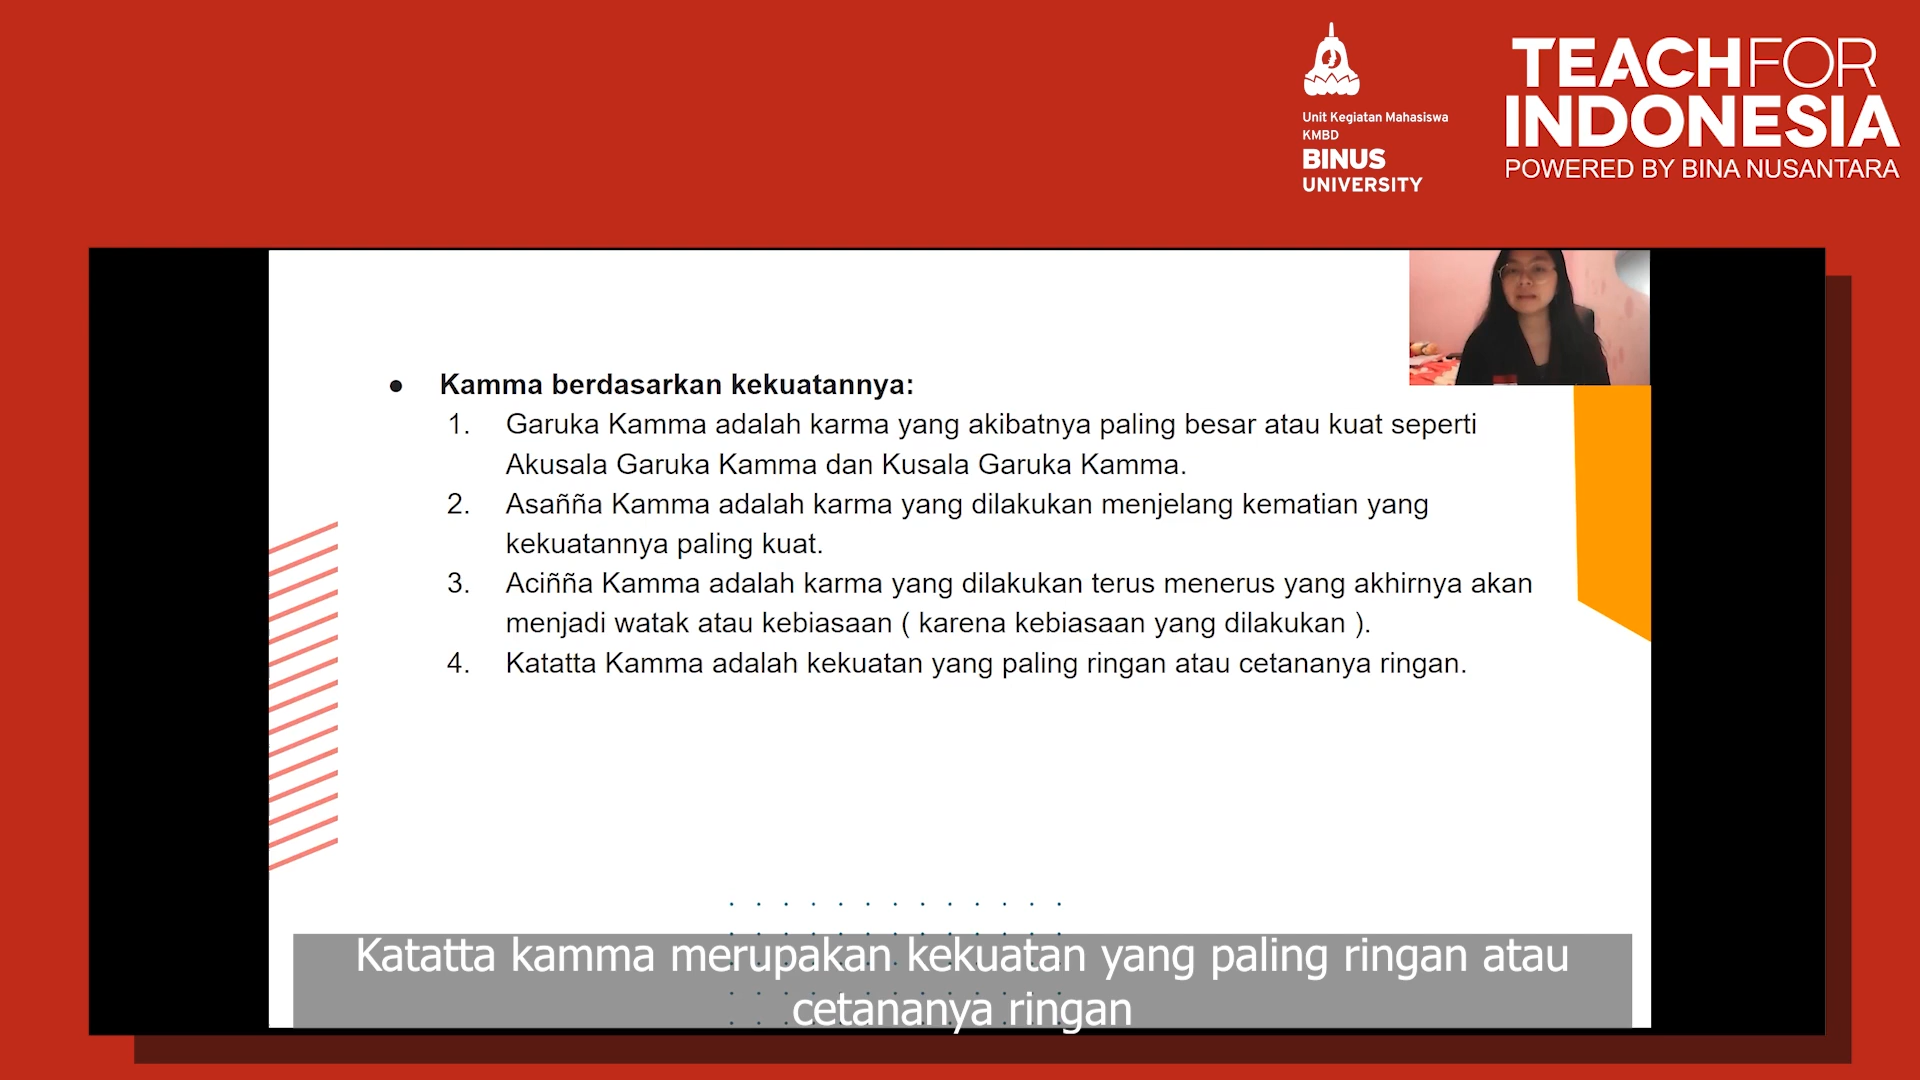 Unit Kegiatan Mahasiswa
KMBD
BINUS
UNIVERSITY
TEACHFOR
INDONESIA
POWERED BY BINA NUSANTARA
● Kamma berdasarkan kekuatannya:
1. Garuka Kamma adalah karma yang akibatnya paling besar atau kuat seperti
Akusala Garuka Kamma dan Kusala Garuka Kamma.
2. Asañña Kamma adalah karma yang dilakukan menjelang kematian yang
kekuatannya paling kuat.
3. Aciñña Kamma adalah karma yang dilakukan terus menerus yang akhirnya akan
menjadi watak atau kebiasaan ( karena kebiasaan yang dilakukan ).
4. Katatta Kamma adalah kekuatan yang paling ringan atau cetananya ringan.
Katatta kamma merupakan kekuatan yang paling ringan atau
cetananya ringan